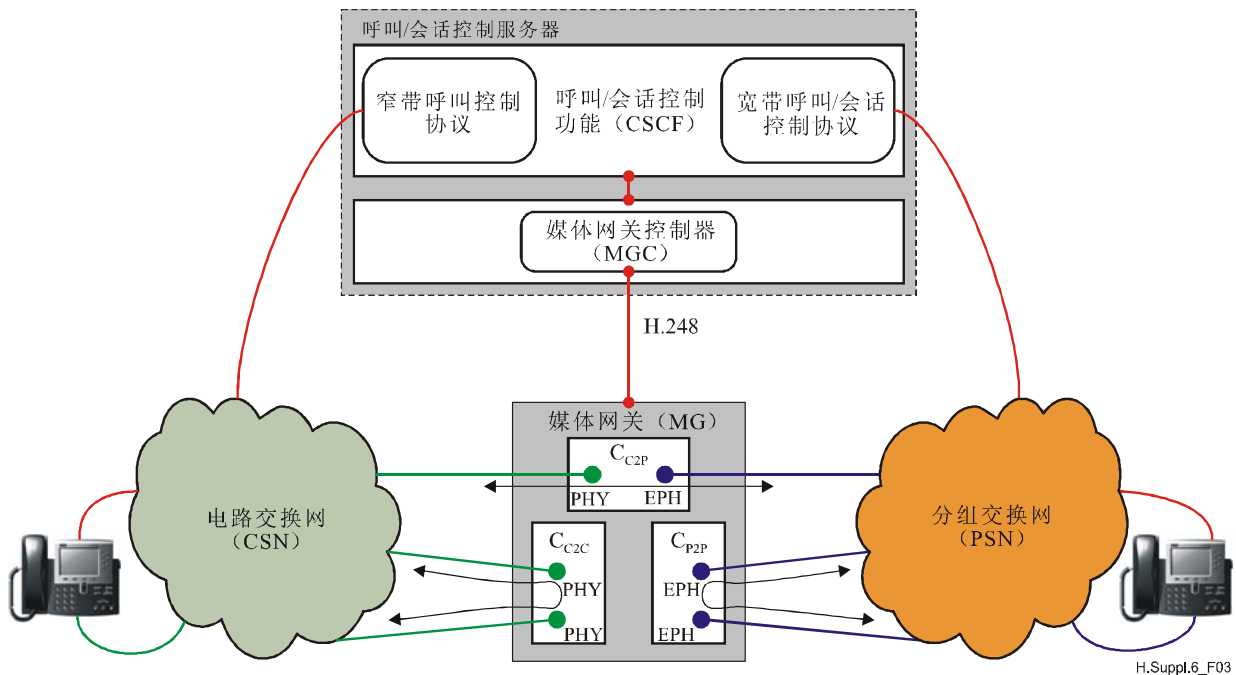 呼叫/会话控制服务器
窄带呼叫控制
协议
呼叫/会话控制
功能（CSCF）
宽带呼叫/会话
控制协议
媒体网关控制器
（MGC）
H.248
媒体网关（MG）
C_C2P
PHY
EPH
电路交换网
（CSN）
C_C2C
PHY
PHY
C_P2P
EPH
EPH
分组交换网
（PSN）
H.Suppl.6_F03